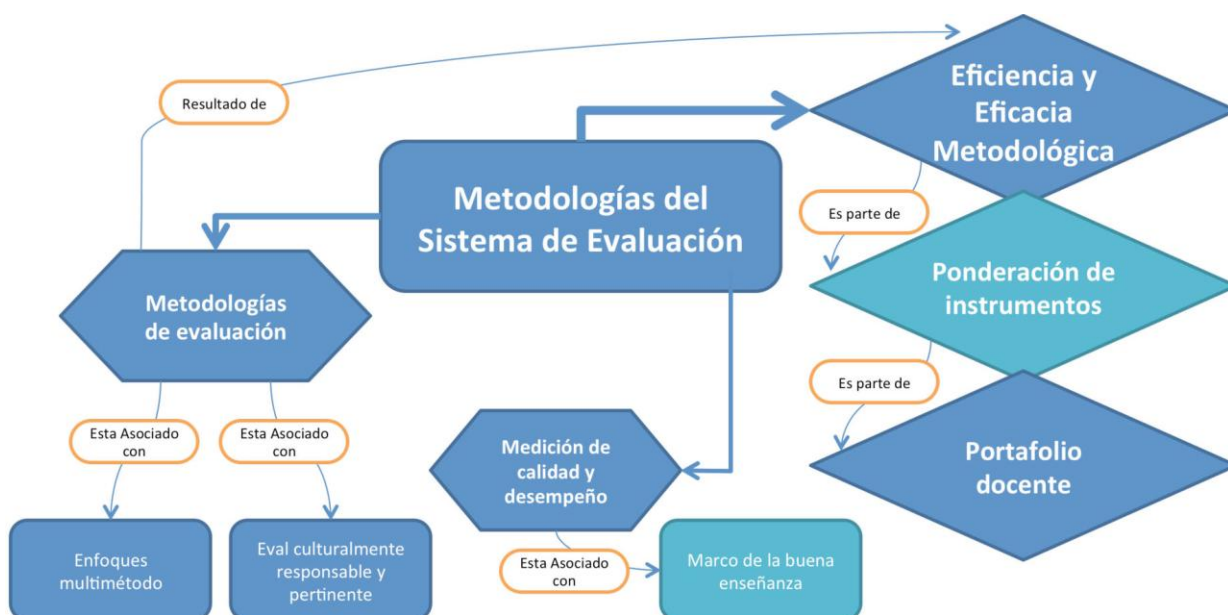 Resultado de
Eficiencia y
Eficacia
Metodológica
Metodologías del
Sistema de Evaluación
Es parte de
Metodologías
de evaluación
Ponderación de
instrumentos
Es parte de
Esta Asociado
con
Esta Asociado
con
Medición de
calidad y
desempeño
Portafolio
docente
Enfoques
multimétodo
Eval culturalmente
responsable y
pertinente
Esta Asociado
con
Marco de la buena
enseñanza